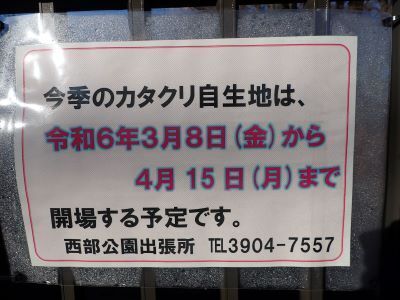 今季のカタクリ自生地は、
令和6年3月8日(金)から
4月 15 日(月)まで
開場する予定です。
西部公園出張所 TEL3904-7557